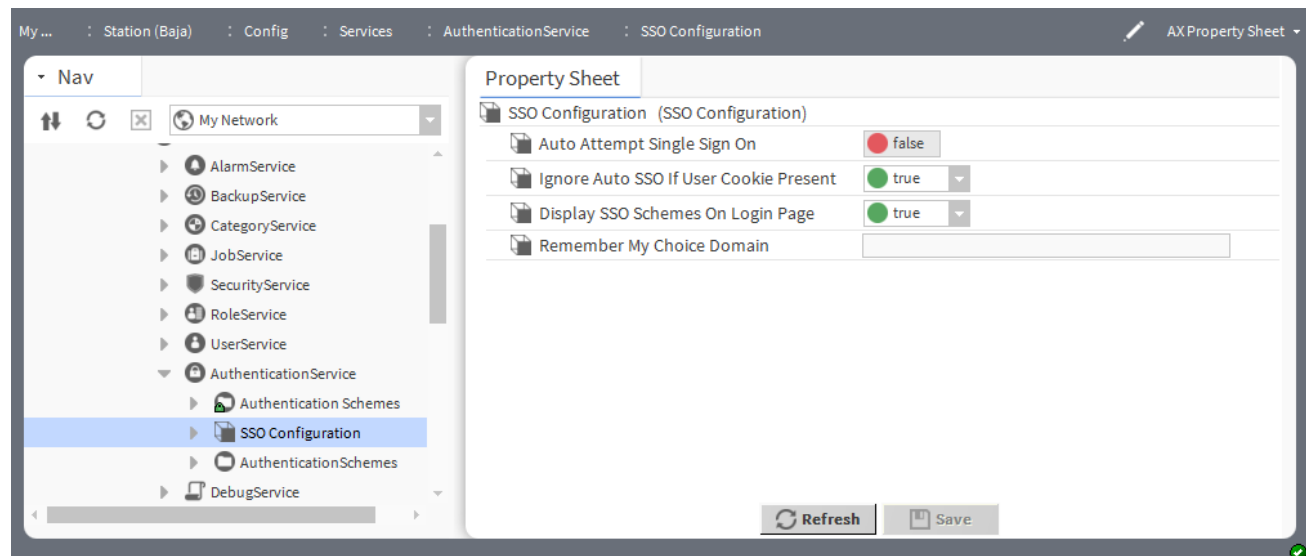 My ... : Station (Baja) : Config : Services : AuthenticationService : SSO Configuration AX Property Sheet
Nav
My Network
AlarmService
BackupService
CategoryService
JobService
SecurityService
RoleService
UserService
AuthenticationService
Authentication Schemes
SSO Configuration
AuthenticationSchemes
DebugService
Property Sheet
SSO Configuration (SSO Configuration)
Auto Attempt Single Sign On false
Ignore Auto SSO If User Cookie Present true
Display SSO Schemes On Login Page true
Remember My Choice Domain
Refresh Save